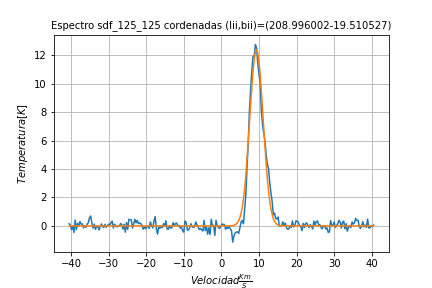 Espectro sdf_125_125 cordenadas (lii,bii)=(208.996002-19.510527)
12
10
8
6
4
2
0
Temperatura[K]
−40 −30 −20 −10 0 10 20 30 40
Velocidad Km/S